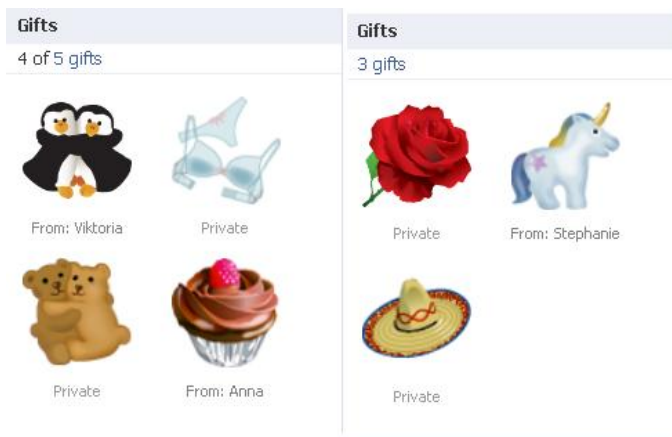 Gifts
4 of 5 gifts
From: Viktoria
Private
Private
From: Anna
Gifts
3 gifts
Private
From: Stephanie
Private